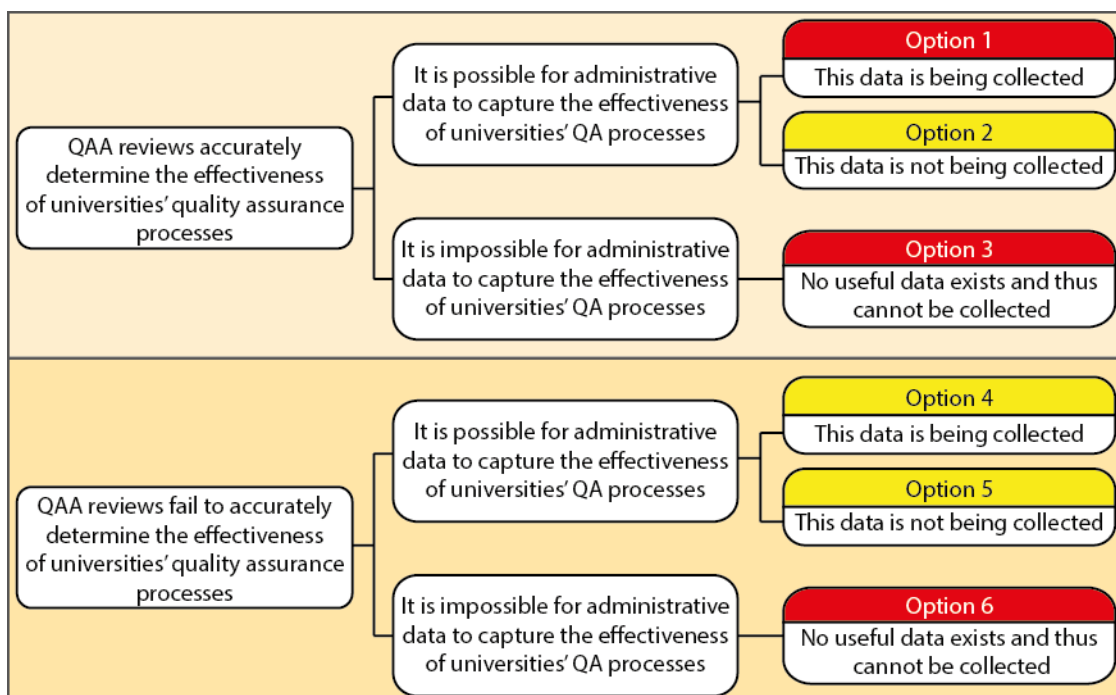 QAA reviews accurately
determine the effectiveness
of universities’ quality assurance
processes
It is possible for administrative
data to capture the effectiveness
of universities’ QA processes
Option 1
This data is being collected
Option 2
This data is not being collected
It is impossible for administrative
data to capture the effectiveness
of universities’ QA processes
Option 3
No useful data exists and thus
cannot be collected
QAA reviews fail to accurately
determine the effectiveness
of universities’ quality assurance
processes
It is possible for administrative
data to capture the effectiveness
of universities’ QA processes
Option 4
This data is being collected
Option 5
This data is not being collected
It is impossible for administrative
data to capture the effectiveness
of universities’ QA processes
Option 6
No useful data exists and thus
cannot be collected